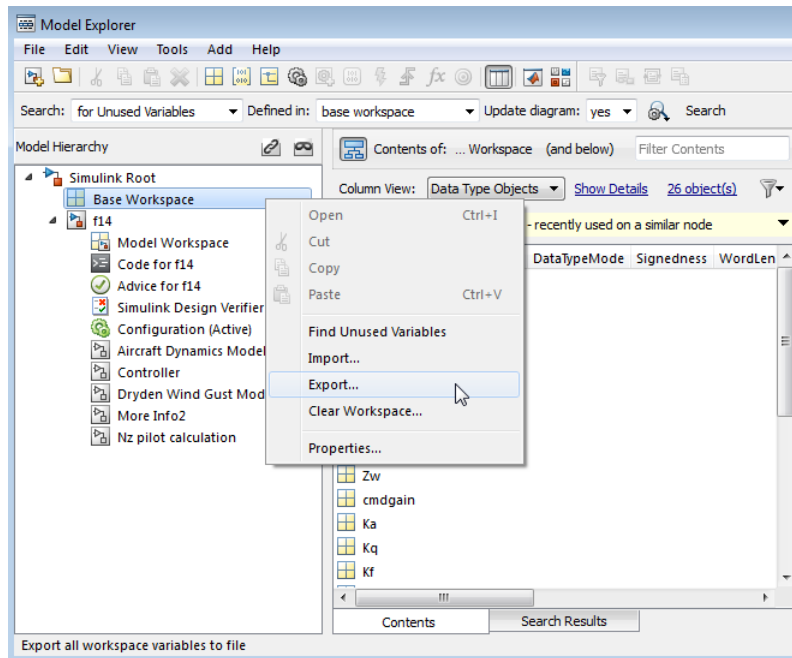 Model Explorer
File Edit View Tools Add Help
fx
Search: for Unused Variables Defined in: base workspace Update diagram: yes Search
Model Hierarchy
Contents of: ... Workspace (and below) Filter Contents
Simulink Root
Column View: Data Type Objects Show Details 26 object(s)
Base Workspace
f14
Open Ctrl+I
- recently used on a similar node
Model Workspace
Cut
DataTypeMode Signedness WordLen
Code for f14
Copy
Advice for f14
Paste Ctrl+V
Simulink Design Verifier
Configuration (Active)
Find Unused Variables
Aircraft Dynamics Model
Import...
Controller
Export...
Dryden Wind Gust Mod
More Info2
Clear Workspace...
Nz pilot calculation
Properties...
Zw
cmdgain
Ka
Kq
Kf
Contents Search Results
Export all workspace variables to file